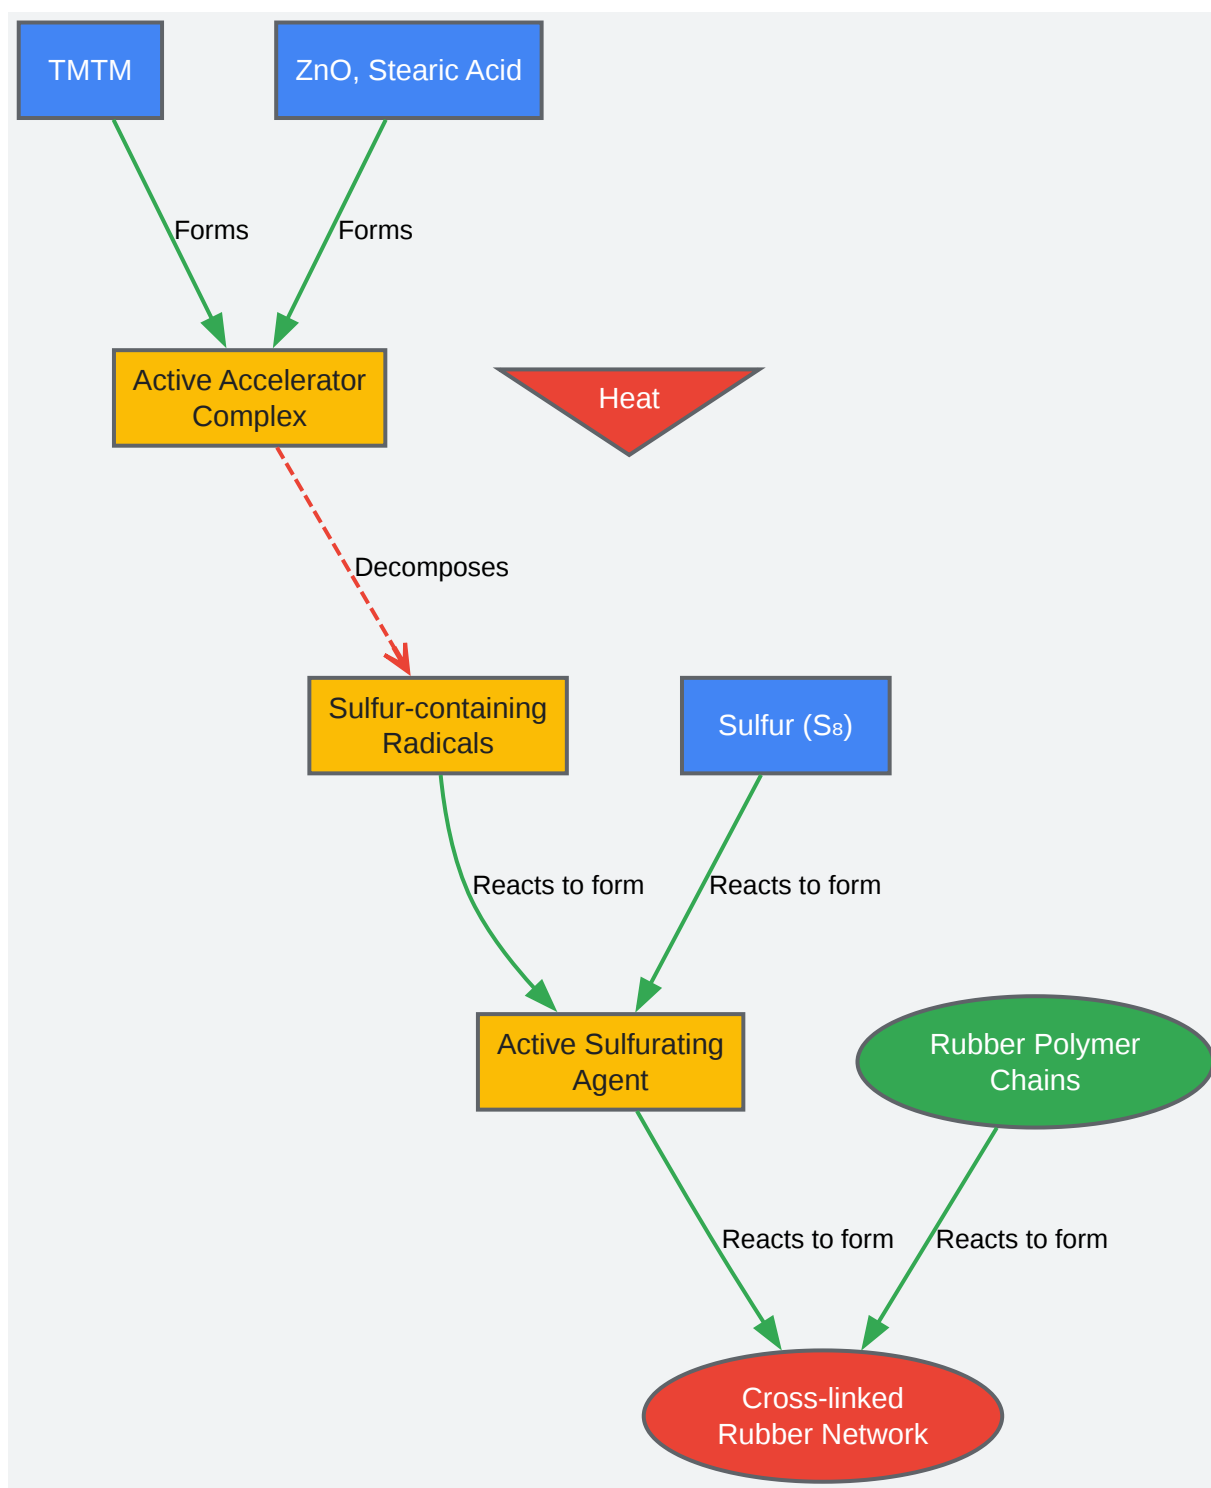 TMTM
ZnO, Stearic Acid
Forms
Forms
Active Accelerator
Complex
Heat
Decomposes
Sulfur-containing
Radicals
Sulfur (S₈)
Reacts to form
Reacts to form
Active Sulfurating
Agent
Rubber Polymer
Chains
Reacts to form
Reacts to form
Cross-linked
Rubber Network